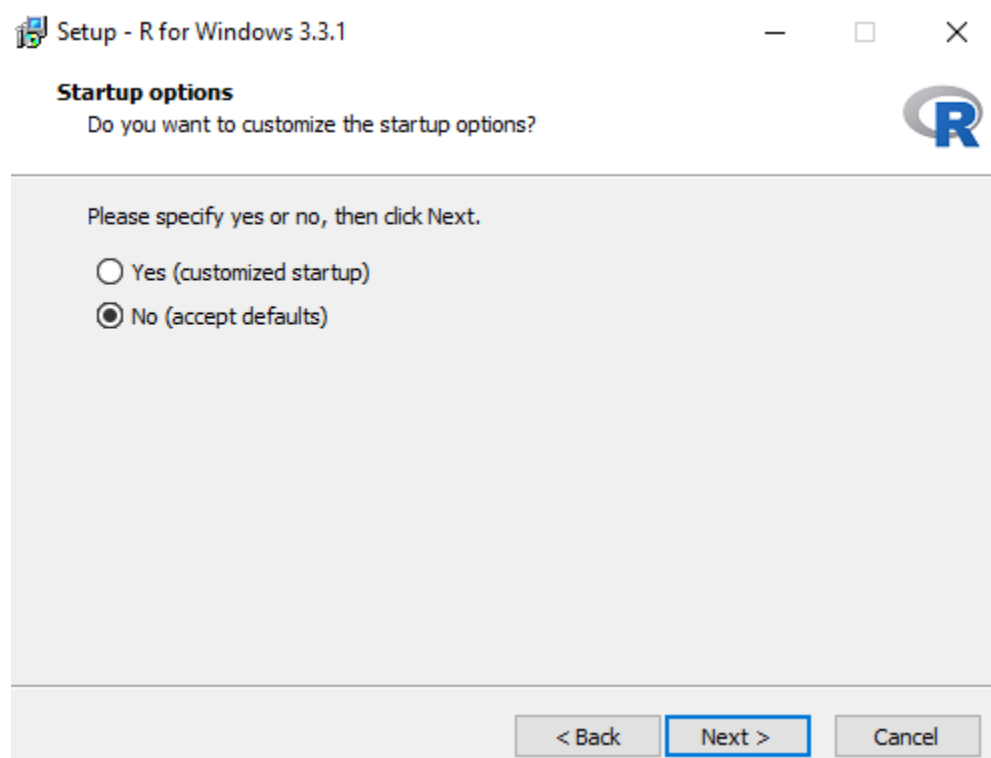 Setup - R for Windows 3.3.1
Startup options
Do you want to customize the startup options?
R
Please specify yes or no, then click Next.
Yes (customized startup)
No (accept defaults)
< Back Next > Cancel